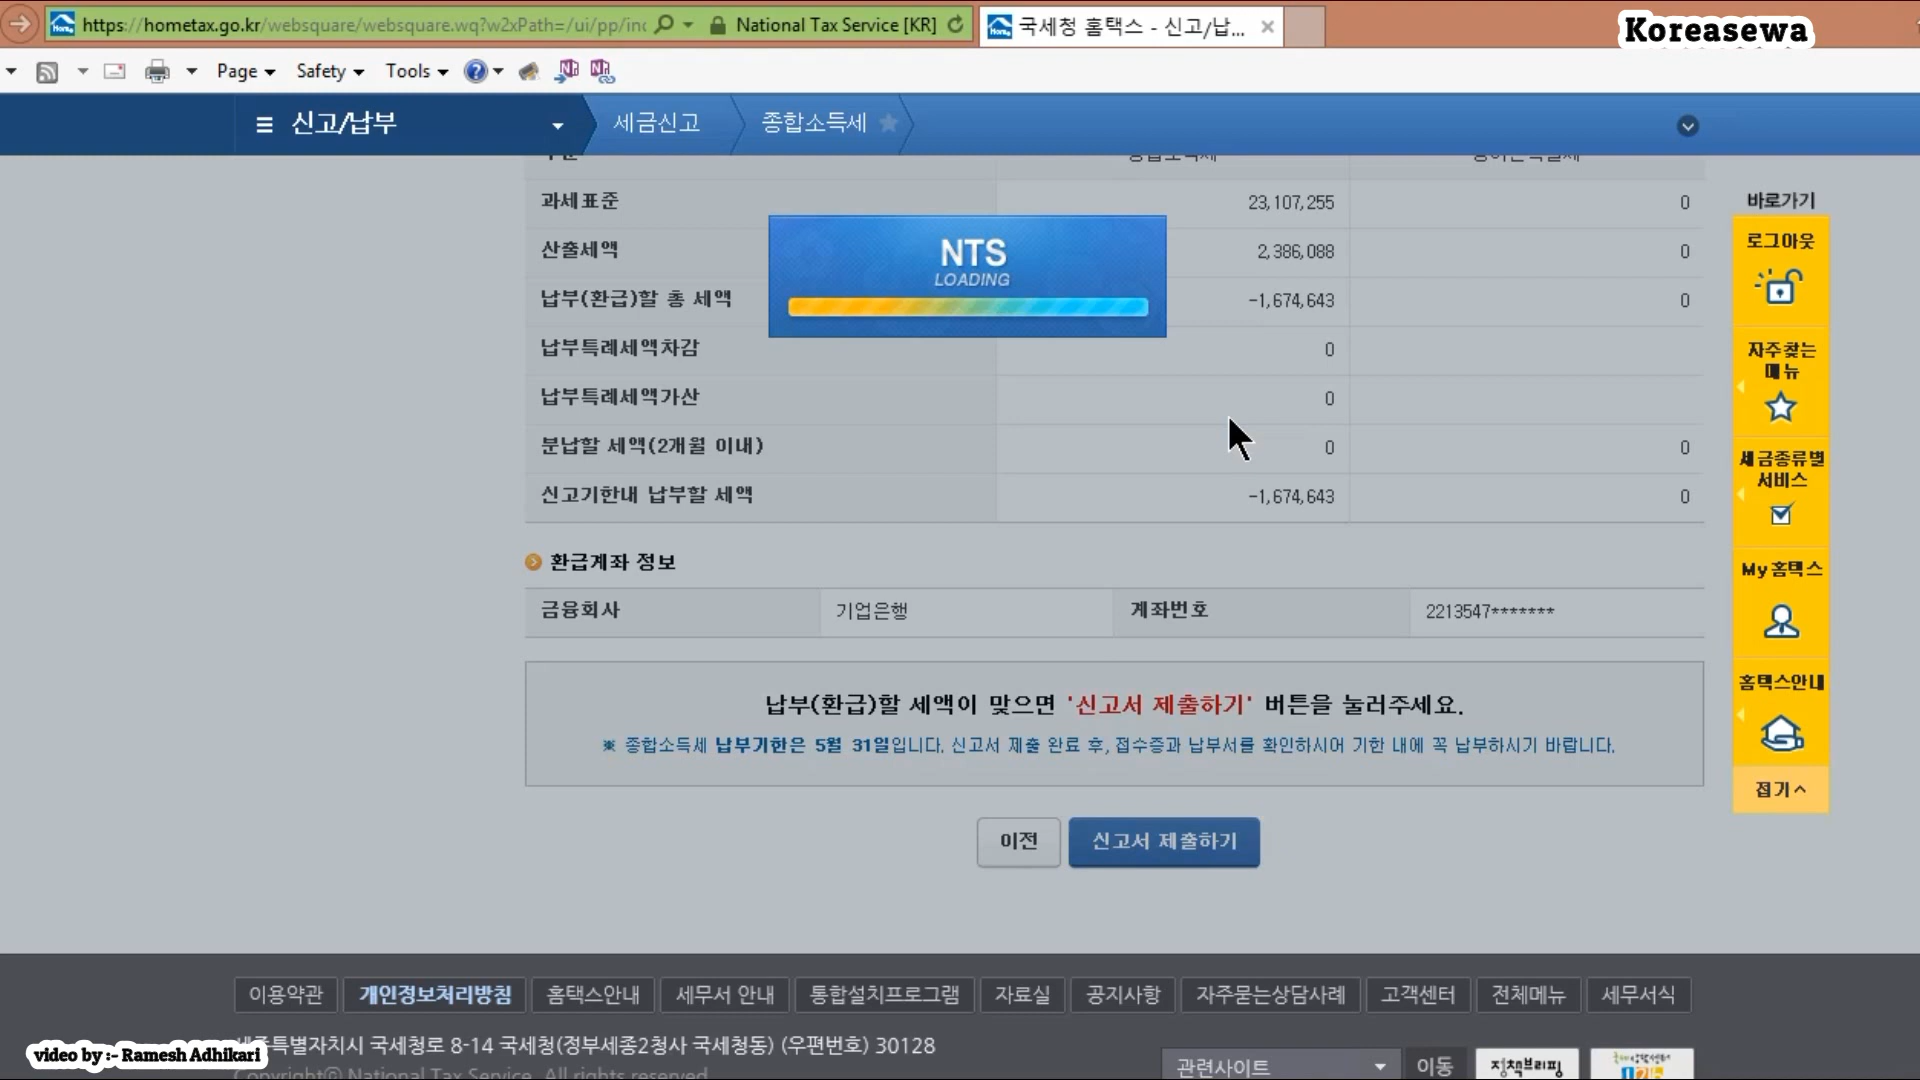 https://hometax.go.kr/websquare/websquare.wq?w2xPath=/ui/pp/inc National Tax Service [KR] 국세청 홈택스 - 신고/납... Koreasewa
Page Safety Tools
신고/납부 세금신고 종합소득세
과세표준 23,107,255 0
산출세액 2,386,088 0
납부(환급)할 총 세액 -1,674,643 0
납부특례세액차감 0
납부특례세액가산 0
분납할 세액(2개월 이내) 0 0
신고기한내 납부할 세액 -1,674,643 0
NTS
LOADING
환급계좌 정보
금융회사 기업은행 계좌번호 2213547*******
납부(환급)할 세액이 맞으면 '신고서 제출하기' 버튼을 눌러주세요.
※ 종합소득세 납부기한은 5월 31일입니다. 신고서 제출 완료 후, 접수증과 납부서를 확인하시어 기한 내에 꼭 납부하시기 바랍니다.
이전 신고서 제출하기
바로가기
로그아웃
자주찾는
메뉴
세금종류별
서비스
My홈택스
홈택스안내
접기
이용약관 개인정보처리방침 홈택스안내 세무서 안내 통합설치프로그램 자료실 공지사항 자주묻는상담사례 고객센터 전체메뉴 세무서식
특별자치시 국세청로 8-14 국세청(정부세종2청사 국세청동) (우편번호) 30128
video by :- Ramesh Adhikari
Copyright© National Tax Service. All rights reserved.
관련사이트 이동 정책브리핑